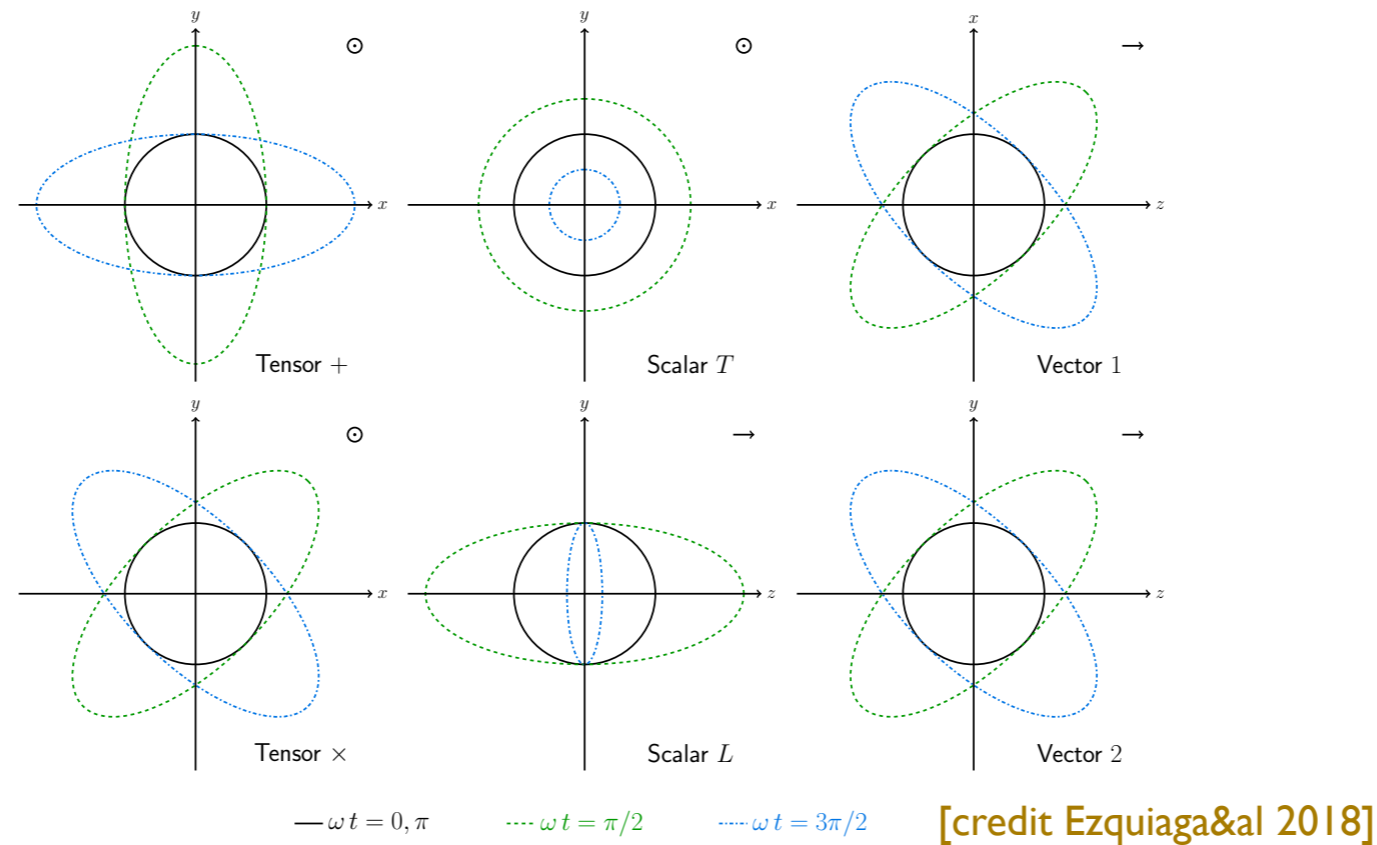 y
x
⊙
Tensor +
y
x
⊙
Scalar T
x
z
→
Vector 1
y
x
⊙
Tensor ×
y
z
→
Scalar L
y
z
→
Vector 2
ω t = 0, π
ω t = π/2
ω t = 3π/2
[credit Ezquiaga&al 2018]